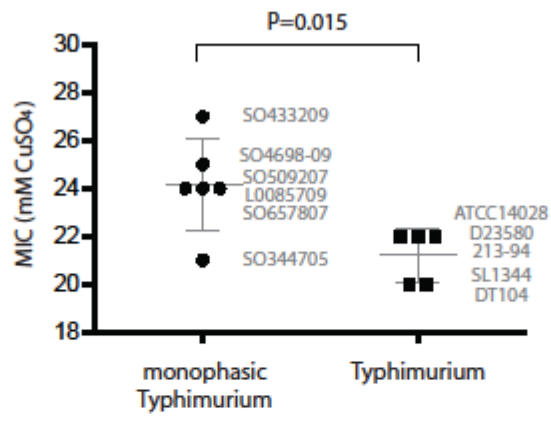 P=0.015
30
28
26
24
22
20
18
MIC (mM CuSO₄)
SO433209
SO4698-09
SO509207
L0085709
SO657807
SO344705
ATCC14028
D23580
213-94
SL1344
DT104
monophasic
Typhimurium
Typhimurium